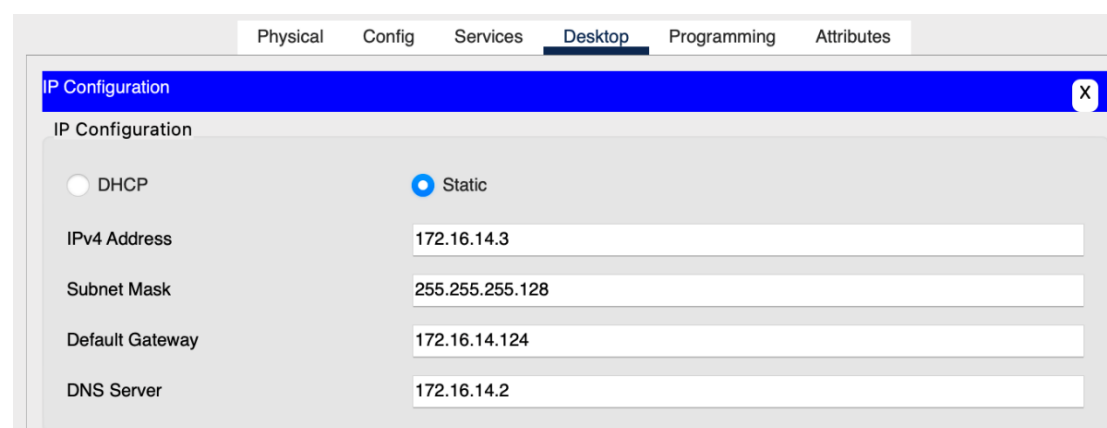 Physical Config Services Desktop Programming Attributes
IP Configuration X
IP Configuration
DHCP Static
IPv4 Address 172.16.14.3
Subnet Mask 255.255.255.128
Default Gateway 172.16.14.124
DNS Server 172.16.14.2